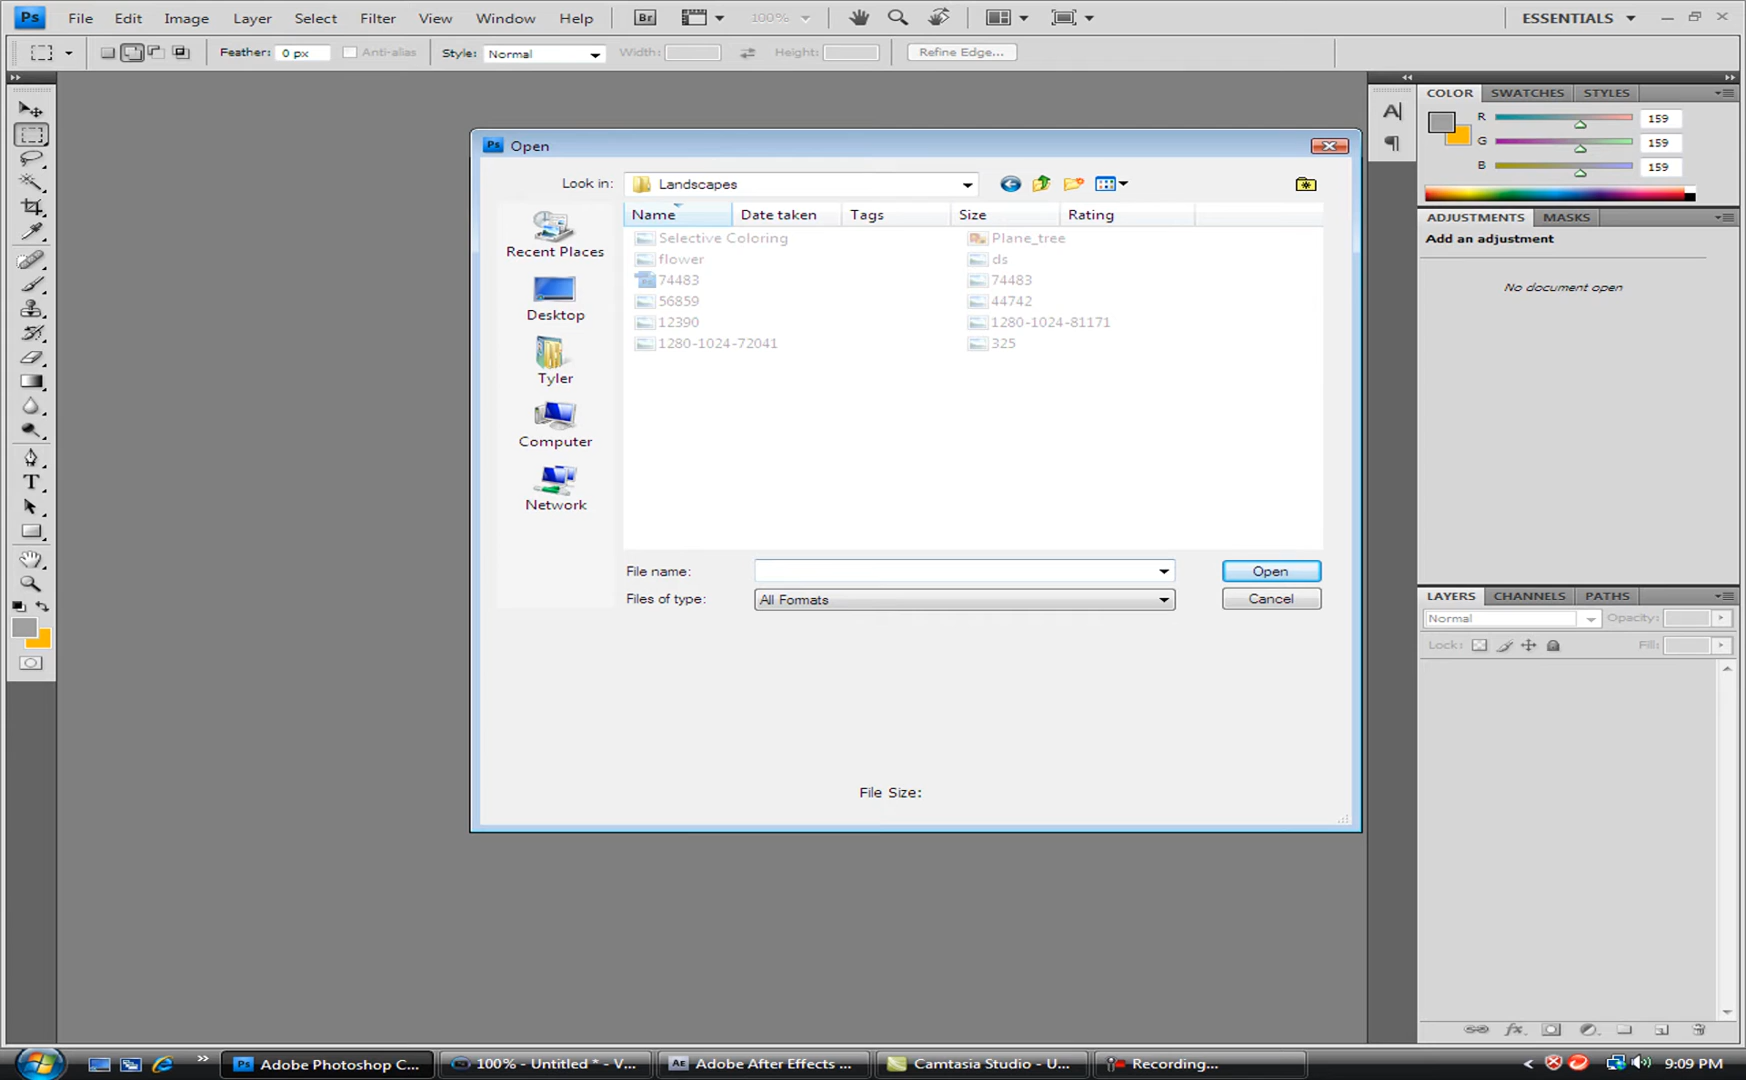 Ps File Edit Image Layer Select Filter View Window Help Br 100% ESSENTIALS
Feather: 0 px Anti-alias Style: Normal Width: Height: Refine Edge...
COLOR SWATCHES STYLES
R 159
G 159
B 159
ADJUSTMENTS MASKS
Add an adjustment
No document open
Ps Open
Look in: Landscapes
Name Date taken Tags Size Rating
Recent Places
Desktop
Tyler
Computer
Network
Selective Coloring Plane_tree
flower ds
74483 74483
56859 44742
12390 1280-1024-81171
1280-1024-72041 325
File name: Open
Files of type: All Formats Cancel
File Size:
LAYERS CHANNELS PATHS
Normal Opacity:
Lock: Fill:
Ps Adobe Photoshop C... 100% - Untitled * - V... AE Adobe After Effects ... Camtasia Studio - U... Recording... 9:09 PM